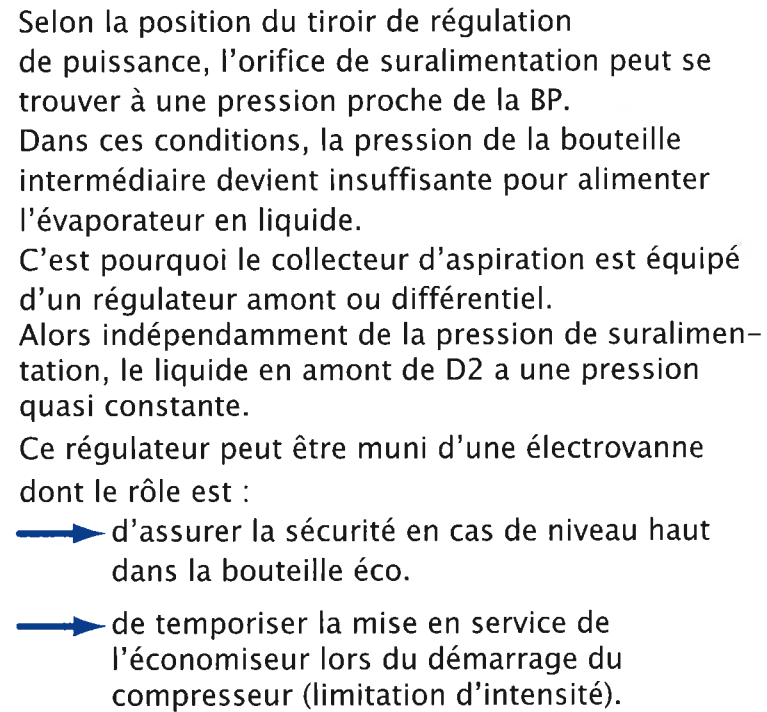 Selon la position du tiroir de régulation
de puissance, l'orifice de suralimentation peut se
trouver à une pression proche de la BP.
Dans ces conditions, la pression de la bouteille
intermédiaire devient insuffisante pour alimenter
l'évaporateur en liquide.
C'est pourquoi le collecteur d'aspiration est équipé
d'un régulateur amont ou différentiel.
Alors indépendamment de la pression de suralimen-
tation, le liquide en amont de D2 a une pression
quasi constante.
Ce régulateur peut être muni d'une électrovanne
dont le rôle est :
d'assurer la sécurité en cas de niveau haut
dans la bouteille éco.
de temporiser la mise en service de
l'économiseur lors du démarrage du
compresseur (limitation d'intensité).